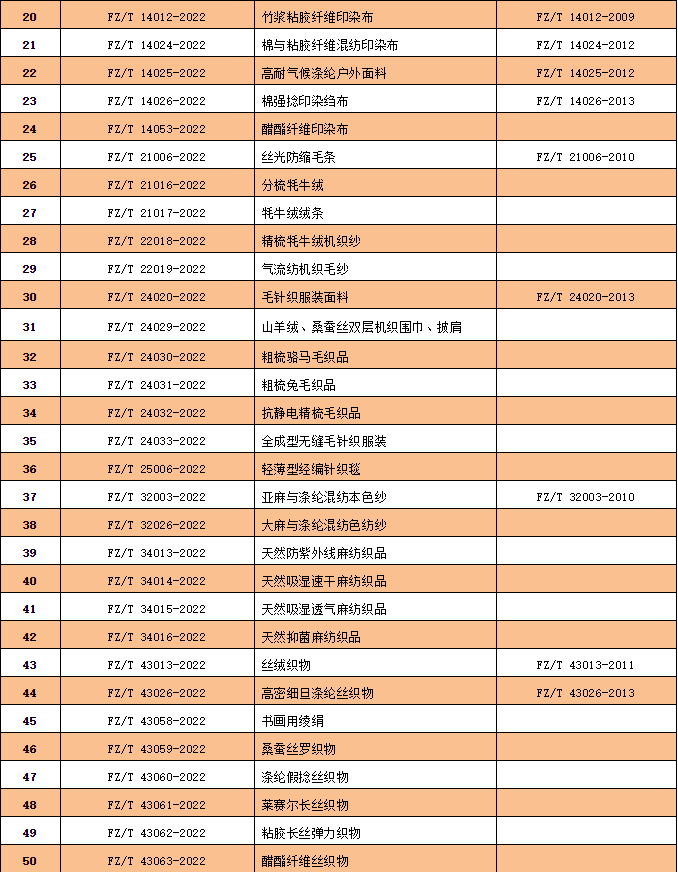 20 FZ/T 14012-2022 竹浆粘胶纤维印染布 FZ/T 14012-2009
21 FZ/T 14024-2022 棉与粘胶纤维混纺印染布 FZ/T 14024-2012
22 FZ/T 14025-2022 高耐气候涤纶户外面料 FZ/T 14025-2012
23 FZ/T 14026-2022 棉强捻印染绉布 FZ/T 14026-2013
24 FZ/T 14053-2022 醋酯纤维印染布
25 FZ/T 21006-2022 丝光防缩毛条 FZ/T 21006-2010
26 FZ/T 21016-2022 分梳牦牛绒
27 FZ/T 21017-2022 牦牛绒绒条
28 FZ/T 22018-2022 精梳牦牛绒机织纱
29 FZ/T 22019-2022 气流纺机织毛纱
30 FZ/T 24020-2022 毛针织服装面料 FZ/T 24020-2013
31 FZ/T 24029-2022 山羊绒、桑蚕丝双层机织围巾、披肩
32 FZ/T 24030-2022 粗梳骆马毛织品
33 FZ/T 24031-2022 粗梳兔毛织品
34 FZ/T 24032-2022 抗静电精梳毛织品
35 FZ/T 24033-2022 全成型无缝毛针织服装
36 FZ/T 25006-2022 轻薄型经编针织毯
37 FZ/T 32003-2022 亚麻与涤纶混纺本色纱 FZ/T 32003-2010
38 FZ/T 32026-2022 大麻与涤纶混纺色纺纱
39 FZ/T 34013-2022 天然防紫外线麻纺织品
40 FZ/T 34014-2022 天然吸湿速干麻纺织品
41 FZ/T 34015-2022 天然吸湿透气麻纺织品
42 FZ/T 34016-2022 天然抑菌麻纺织品
43 FZ/T 43013-2022 丝绒织物 FZ/T 43013-2011
44 FZ/T 43026-2022 高密细旦涤纶丝织物 FZ/T 43026-2013
45 FZ/T 43058-2022 书画用绫绢
46 FZ/T 43059-2022 桑蚕丝罗织物
47 FZ/T 43060-2022 涤纶假捻丝织物
48 FZ/T 43061-2022 莱赛尔长丝织物
49 FZ/T 43062-2022 粘胶长丝弹力织物
50 FZ/T 43063-2022 醋酯纤维丝织物